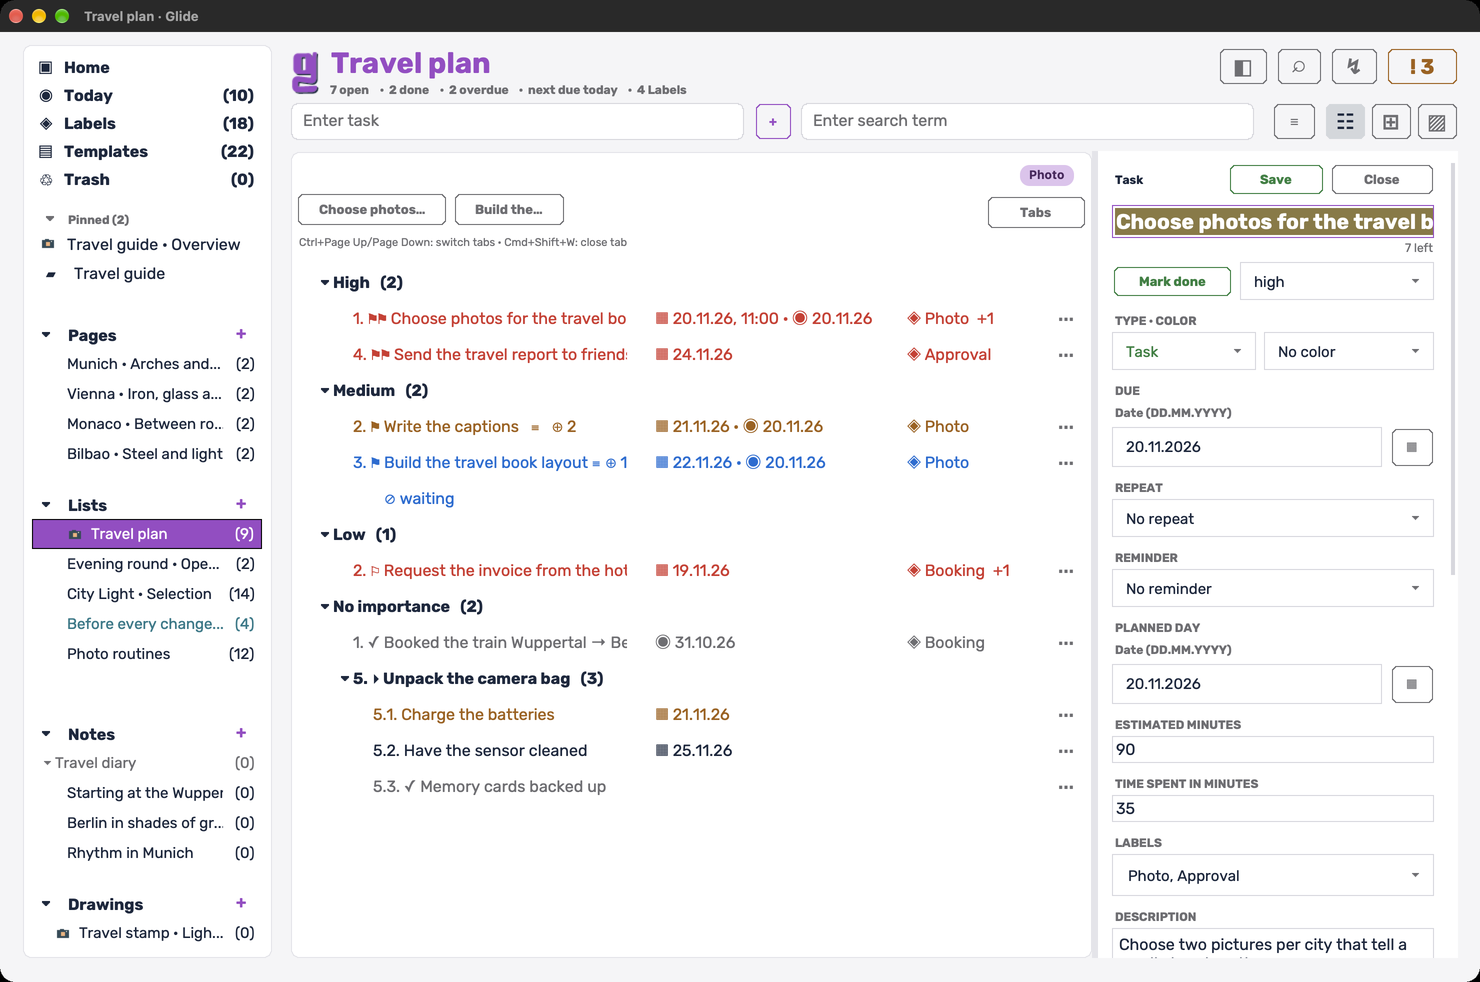 Travel plan · Glide
Home
Today (10)
Labels (18)
Templates (22)
Trash (0)
Pinned (2)
Travel guide • Overview
Travel guide
Pages +
Munich • Arches and... (2)
Vienna • Iron, glass a... (2)
Monaco • Between ro... (2)
Bilbao • Steel and light (2)
Lists +
Travel plan (9)
Evening round • Ope... (2)
City Light • Selection (14)
Before every change... (4)
Photo routines (12)
Notes +
Travel diary (0)
Starting at the Wupper (0)
Berlin in shades of gr... (0)
Rhythm in Munich (0)
Drawings +
Travel stamp • Ligh... (0)
g Travel plan
7 open • 2 done • 2 overdue • next due today • 4 Labels
! 3
Enter task
+
Enter search term
Photo
Choose photos...
Build the...
Tabs
Ctrl+Page Up/Page Down: switch tabs • Cmd+Shift+W: close tab
High (2)
1. Choose photos for the travel bo 20.11.26, 11:00 • 20.11.26 Photo +1 ...
4. Send the travel report to friends 24.11.26 Approval ...
Medium (2)
2. Write the captions = ⊕ 2 21.11.26 • 20.11.26 Photo ...
3. Build the travel book layout = ⊕ 1 22.11.26 • 20.11.26 Photo ...
⊘ waiting
Low (1)
2. Request the invoice from the hot 19.11.26 Booking +1 ...
No importance (2)
1. ✓ Booked the train Wuppertal → Be 31.10.26 Booking ...
5. Unpack the camera bag (3)
5.1. Charge the batteries 21.11.26 ...
5.2. Have the sensor cleaned 25.11.26 ...
5.3. ✓ Memory cards backed up ...
Task
Save
Close
Choose photos for the travel b
7 left
Mark done
high
TYPE • COLOR
Task
No color
DUE
Date (DD.MM.YYYY)
20.11.2026
REPEAT
No repeat
REMINDER
No reminder
PLANNED DAY
Date (DD.MM.YYYY)
20.11.2026
ESTIMATED MINUTES
90
TIME SPENT IN MINUTES
35
LABELS
Photo, Approval
DESCRIPTION
Choose two pictures per city that tell a